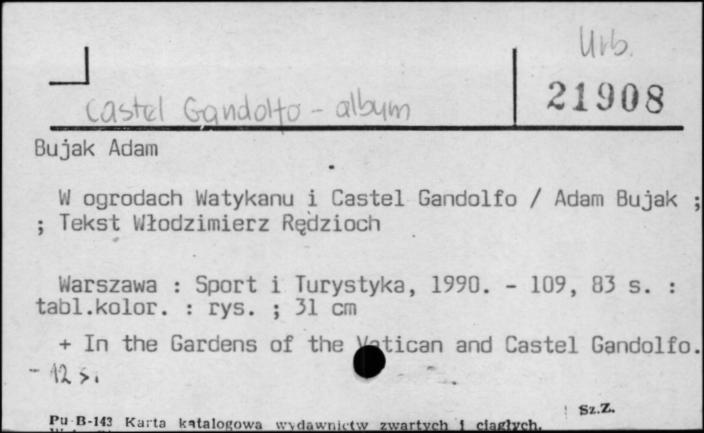 Urb.
21908
Castel Gandolfo - album
Bujak Adam
W ogrodach Watykanu i Castel Gandolfo / Adam Bujak ;
; Tekst Włodzimierz Rędzioch
Warszawa : Sport i Turystyka, 1990. - 109, 83 s. :
tabl.kolor. : rys. ; 31 cm
+ In the Gardens of the Vatican and Castel Gandolfo.
- 12 s.
Sz.Z.
Pu B-143 Karta katalogowa wydawnictw zwartych i ciągłych.